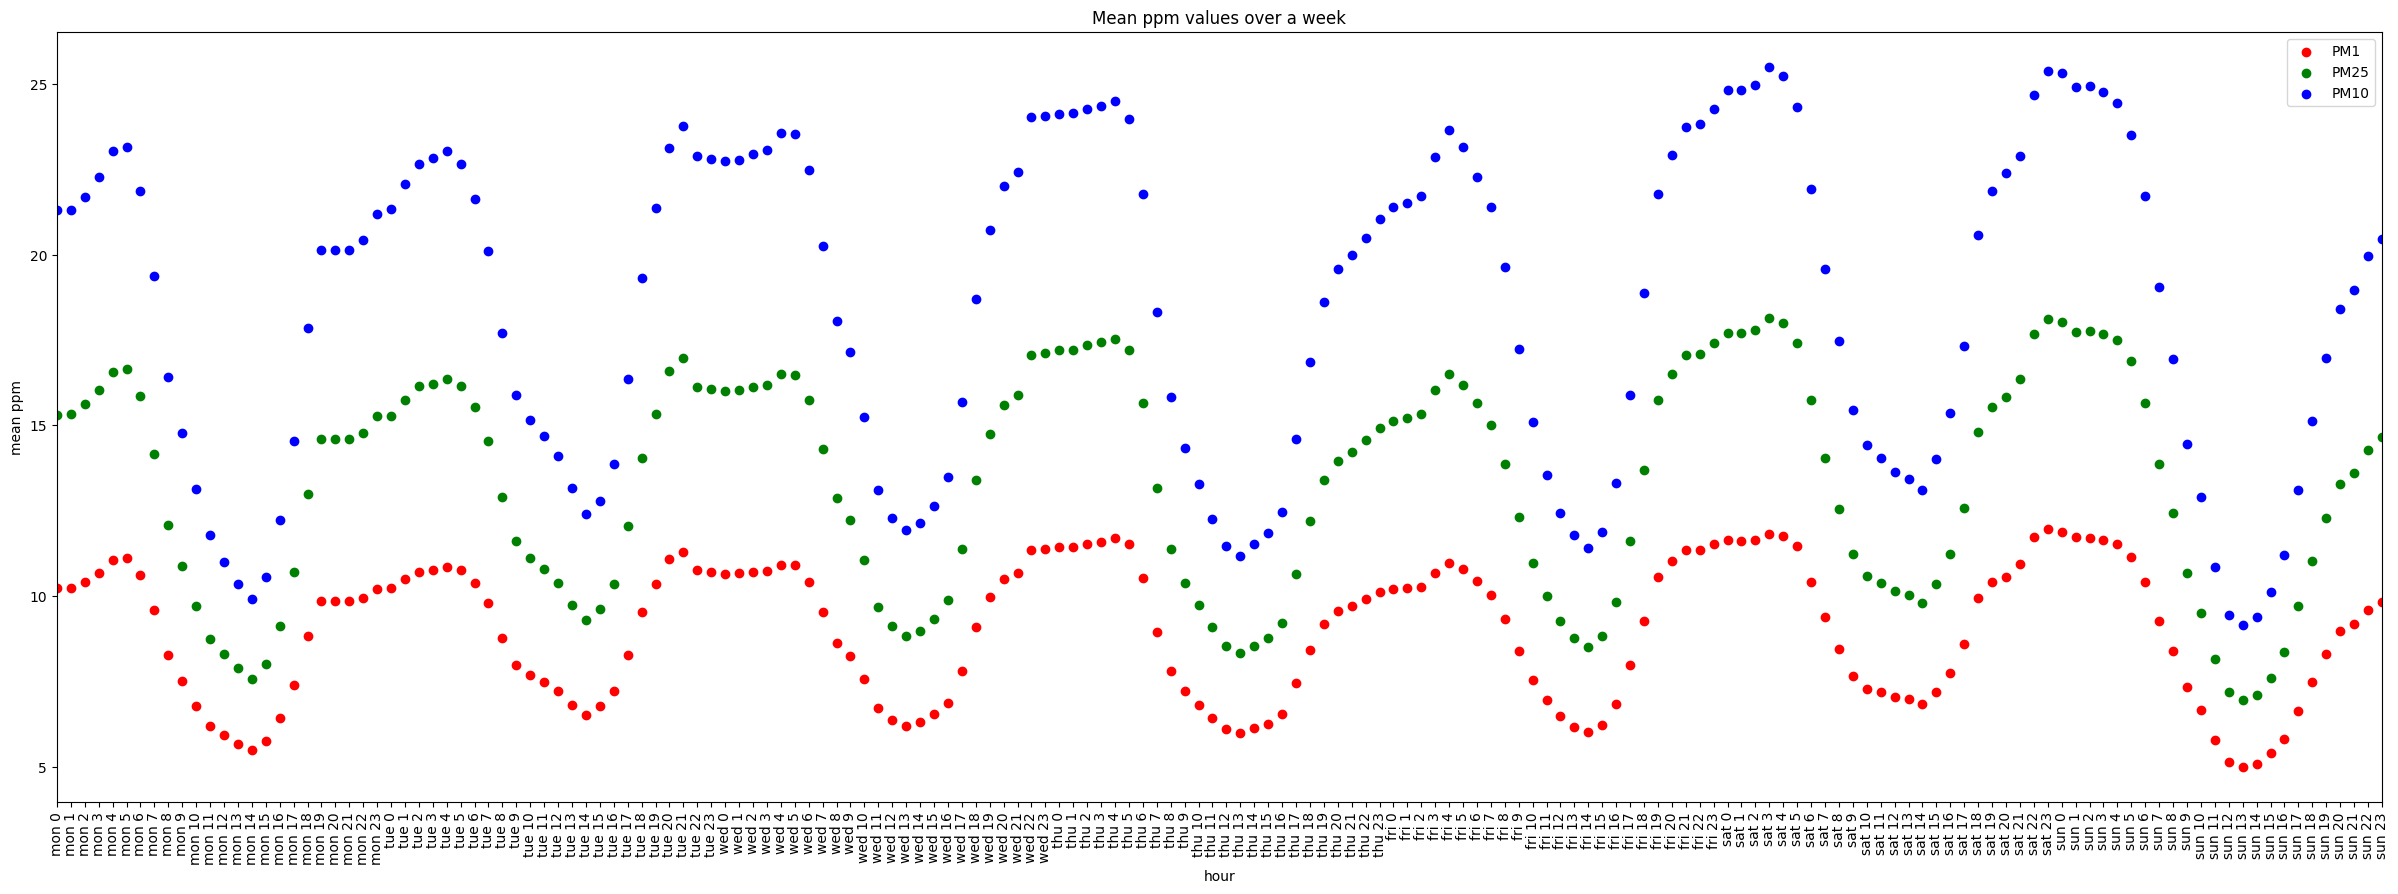 Mean ppm values over a week
PM1
PM25
PM10
mean ppm
25
20
15
10
5
mon 0
mon 1
mon 2
mon 3
mon 4
mon 5
mon 6
mon 7
mon 8
mon 9
mon 10
mon 11
mon 12
mon 13
mon 14
mon 15
mon 16
mon 17
mon 18
mon 19
mon 20
mon 21
mon 22
mon 23
tue 0
tue 1
tue 2
tue 3
tue 4
tue 5
tue 6
tue 7
tue 8
tue 9
tue 10
tue 11
tue 12
tue 13
tue 14
tue 15
tue 16
tue 17
tue 18
tue 19
tue 20
tue 21
tue 22
tue 23
wed 0
wed 1
wed 2
wed 3
wed 4
wed 5
wed 6
wed 7
wed 8
wed 9
wed 10
wed 11
wed 12
wed 13
wed 14
wed 15
wed 16
wed 17
wed 18
wed 19
wed 20
wed 21
wed 22
wed 23
thu 0
thu 1
thu 2
thu 3
thu 4
thu 5
thu 6
thu 7
thu 8
thu 9
thu 10
thu 11
thu 12
thu 13
thu 14
thu 15
thu 16
thu 17
thu 18
thu 19
thu 20
thu 21
thu 22
thu 23
fri 0
fri 1
fri 2
fri 3
fri 4
fri 5
fri 6
fri 7
fri 8
fri 9
fri 10
fri 11
fri 12
fri 13
fri 14
fri 15
fri 16
fri 17
fri 18
fri 19
fri 20
fri 21
fri 22
fri 23
sat 0
sat 1
sat 2
sat 3
sat 4
sat 5
sat 6
sat 7
sat 8
sat 9
sat 10
sat 11
sat 12
sat 13
sat 14
sat 15
sat 16
sat 17
sat 18
sat 19
sat 20
sat 21
sat 22
sat 23
sun 0
sun 1
sun 2
sun 3
sun 4
sun 5
sun 6
sun 7
sun 8
sun 9
sun 10
sun 11
sun 12
sun 13
sun 14
sun 15
sun 16
sun 17
sun 18
sun 19
sun 20
sun 21
sun 22
sun 23
hour